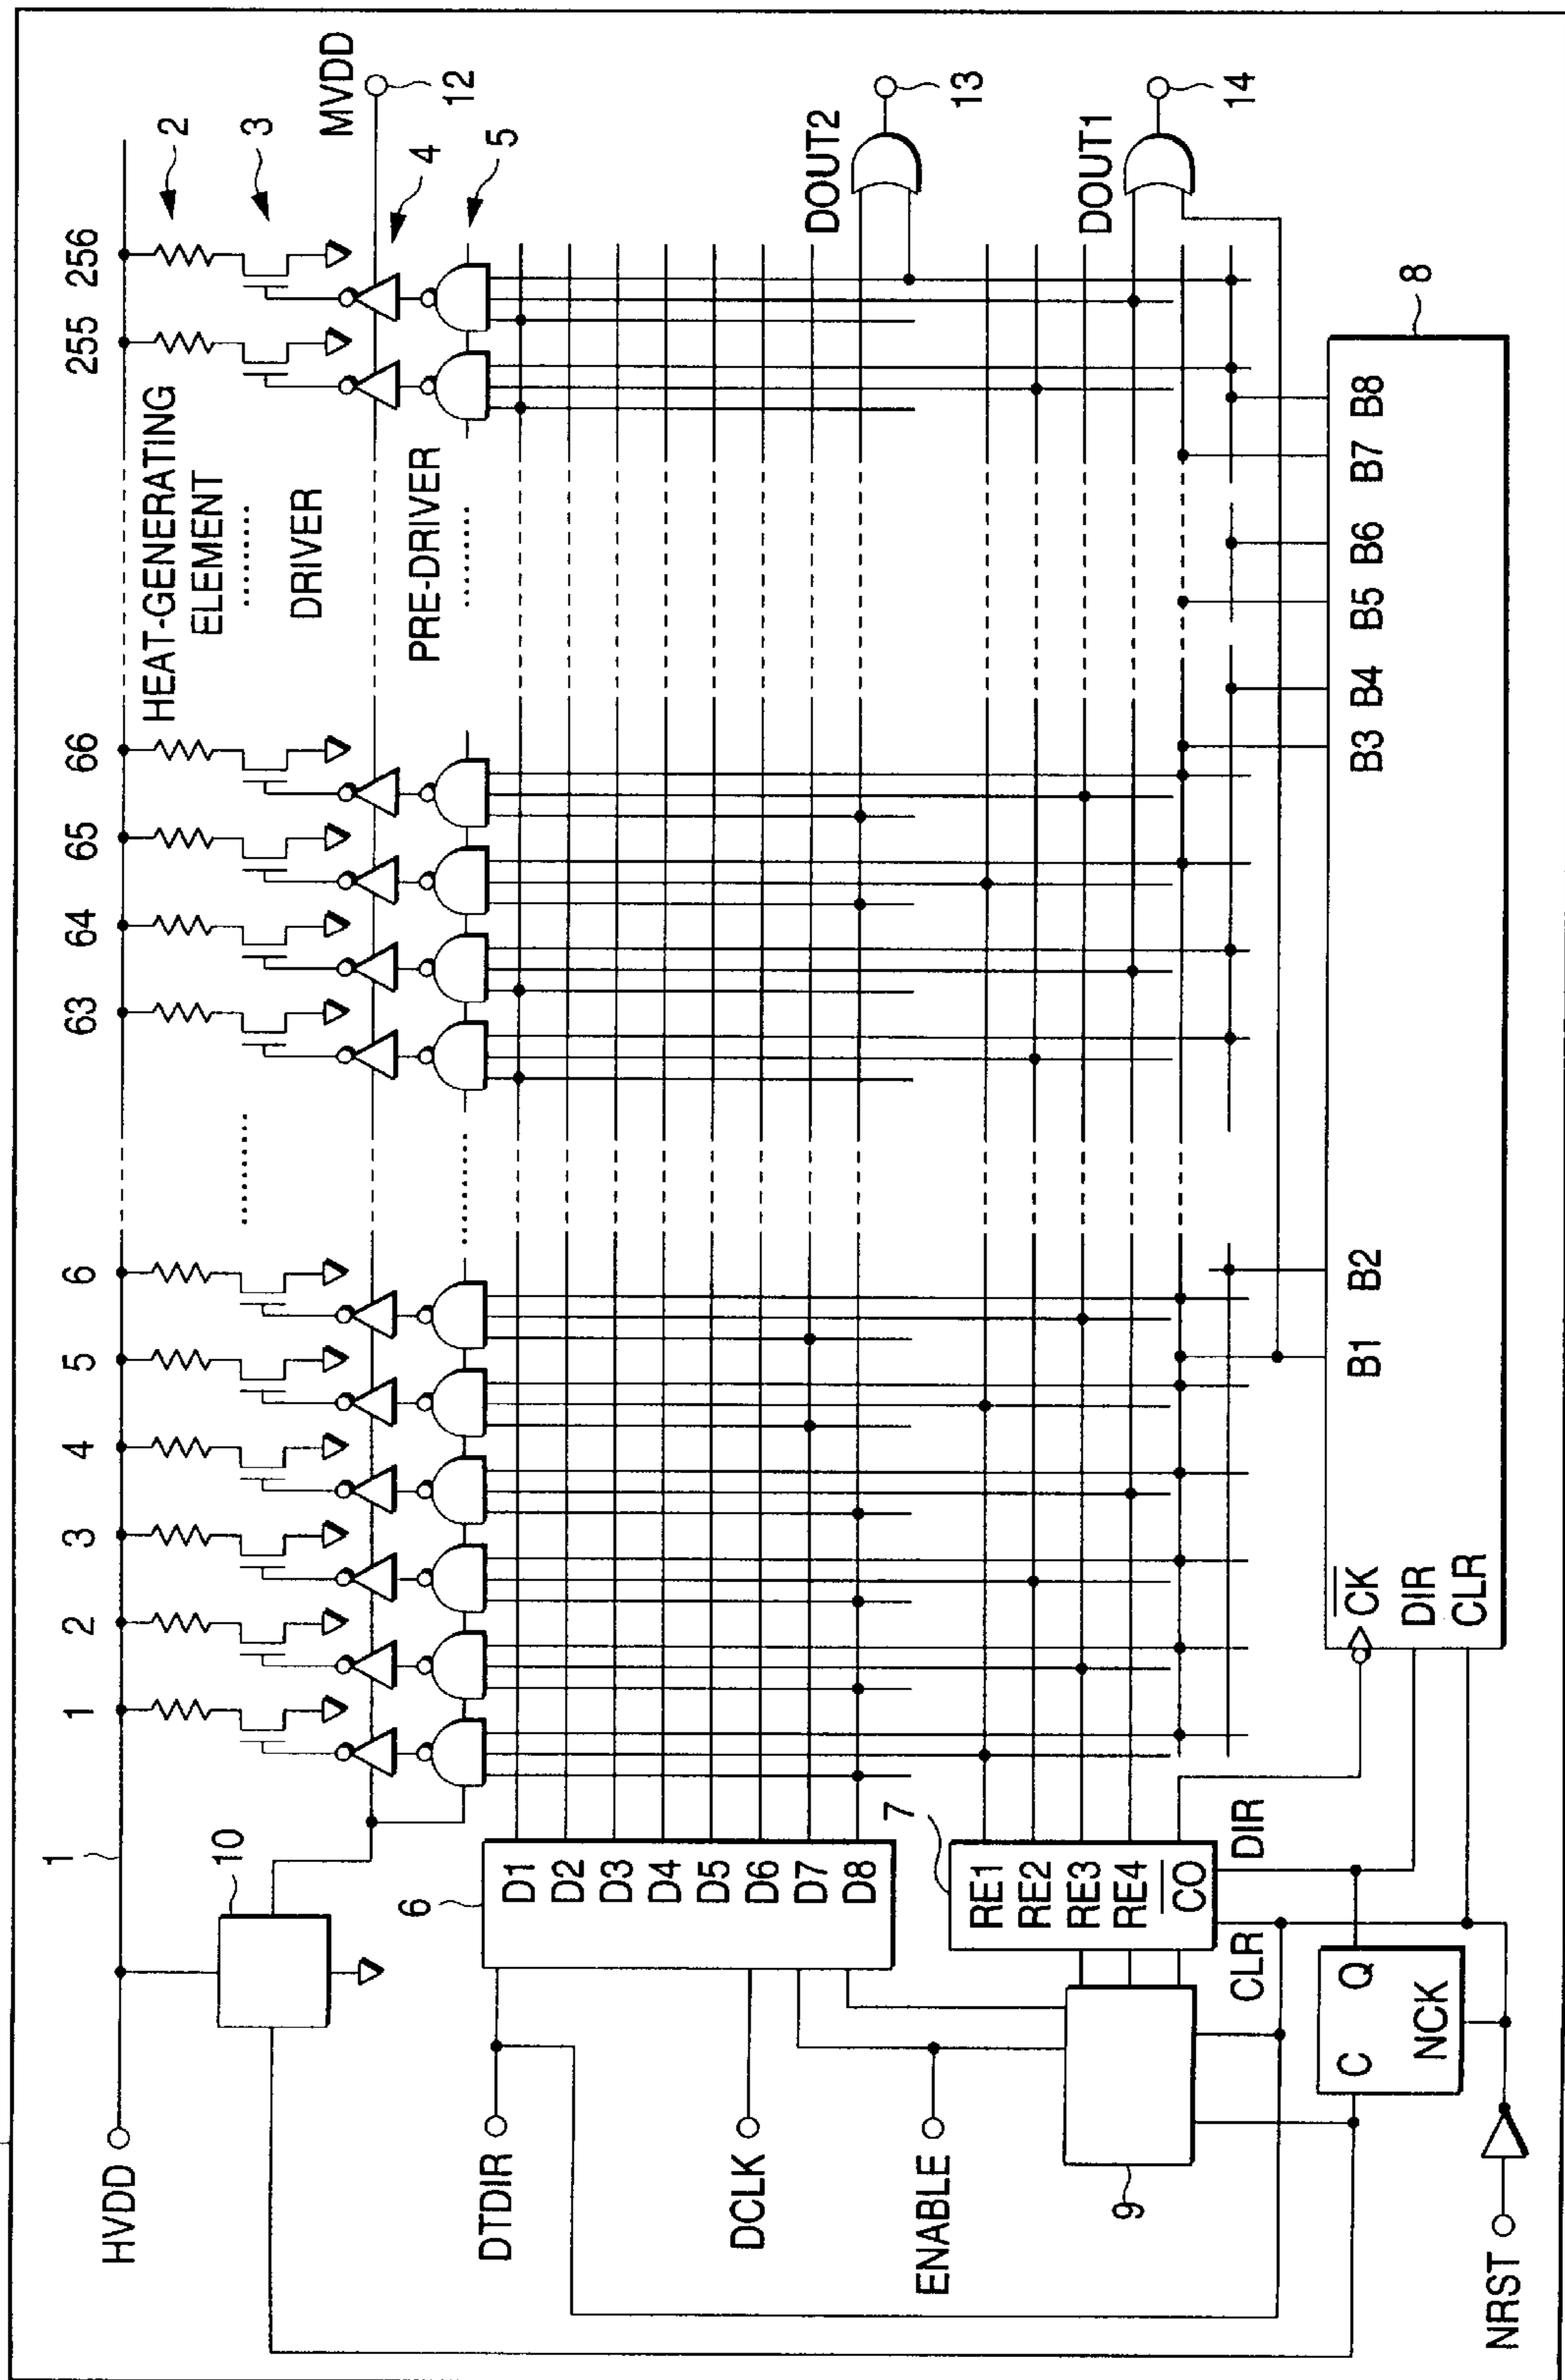 1
2
3
4
5
6
63
64
65
66
255
256
HVDD
1
10
HEAT-GENERATING
ELEMENT
........
DRIVER
PRE-DRIVER
........
........
........
2
3
MVDD
12
4
5
DTDIR
DCLK
ENABLE
6
D1
D2
D3
D4
D5
D6
D7
D8
DOUT2
13
7
RE1
RE2
RE3
RE4
C̅O̅
DIR
CLR
DOUT1
14
9
C
Q
NCK
NRST
C̅K̅
DIR
CLR
B1
B2
B3
B4
B5
B6
B7
B8
8